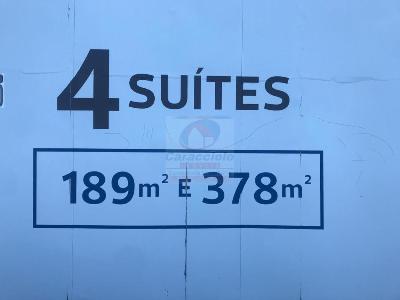 4 SUÍTES
Caracciolo
189m² E 378m²